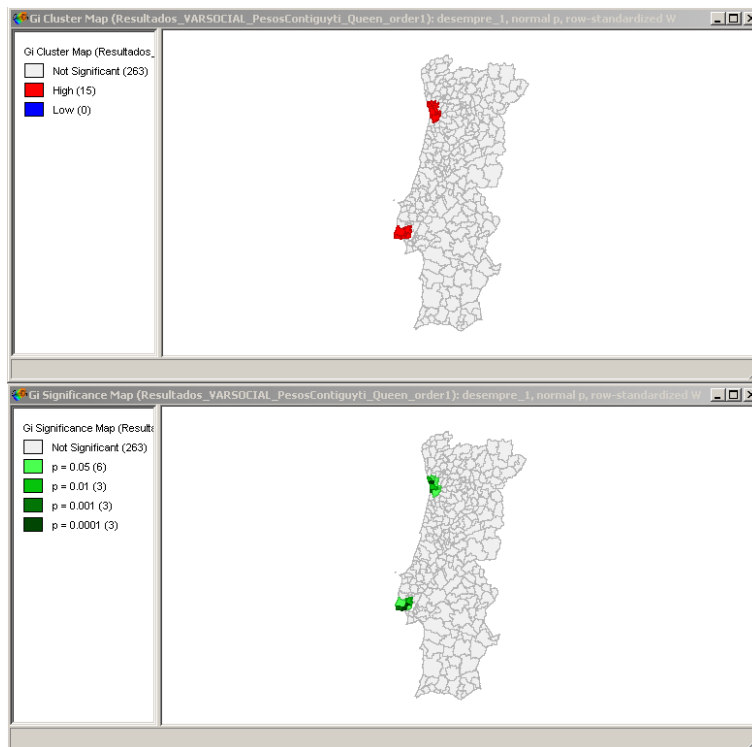 Gi Cluster Map (Resultados_VARSOCIAL_PesosContiguyti_Queen_order1): desempre_1, normal p, row-standardized W
Gi Cluster Map (Resultados_
Not Significant (263)
High (15)
Low (0)
Gi Significance Map (Resultados_VARSOCIAL_PesosContiguyti_Queen_order1): desempre_1, normal p, row-standardized W
Gi Significance Map (Resulta
Not Significant (263)
p = 0.05 (6)
p = 0.01 (3)
p = 0.001 (3)
p = 0.0001 (3)